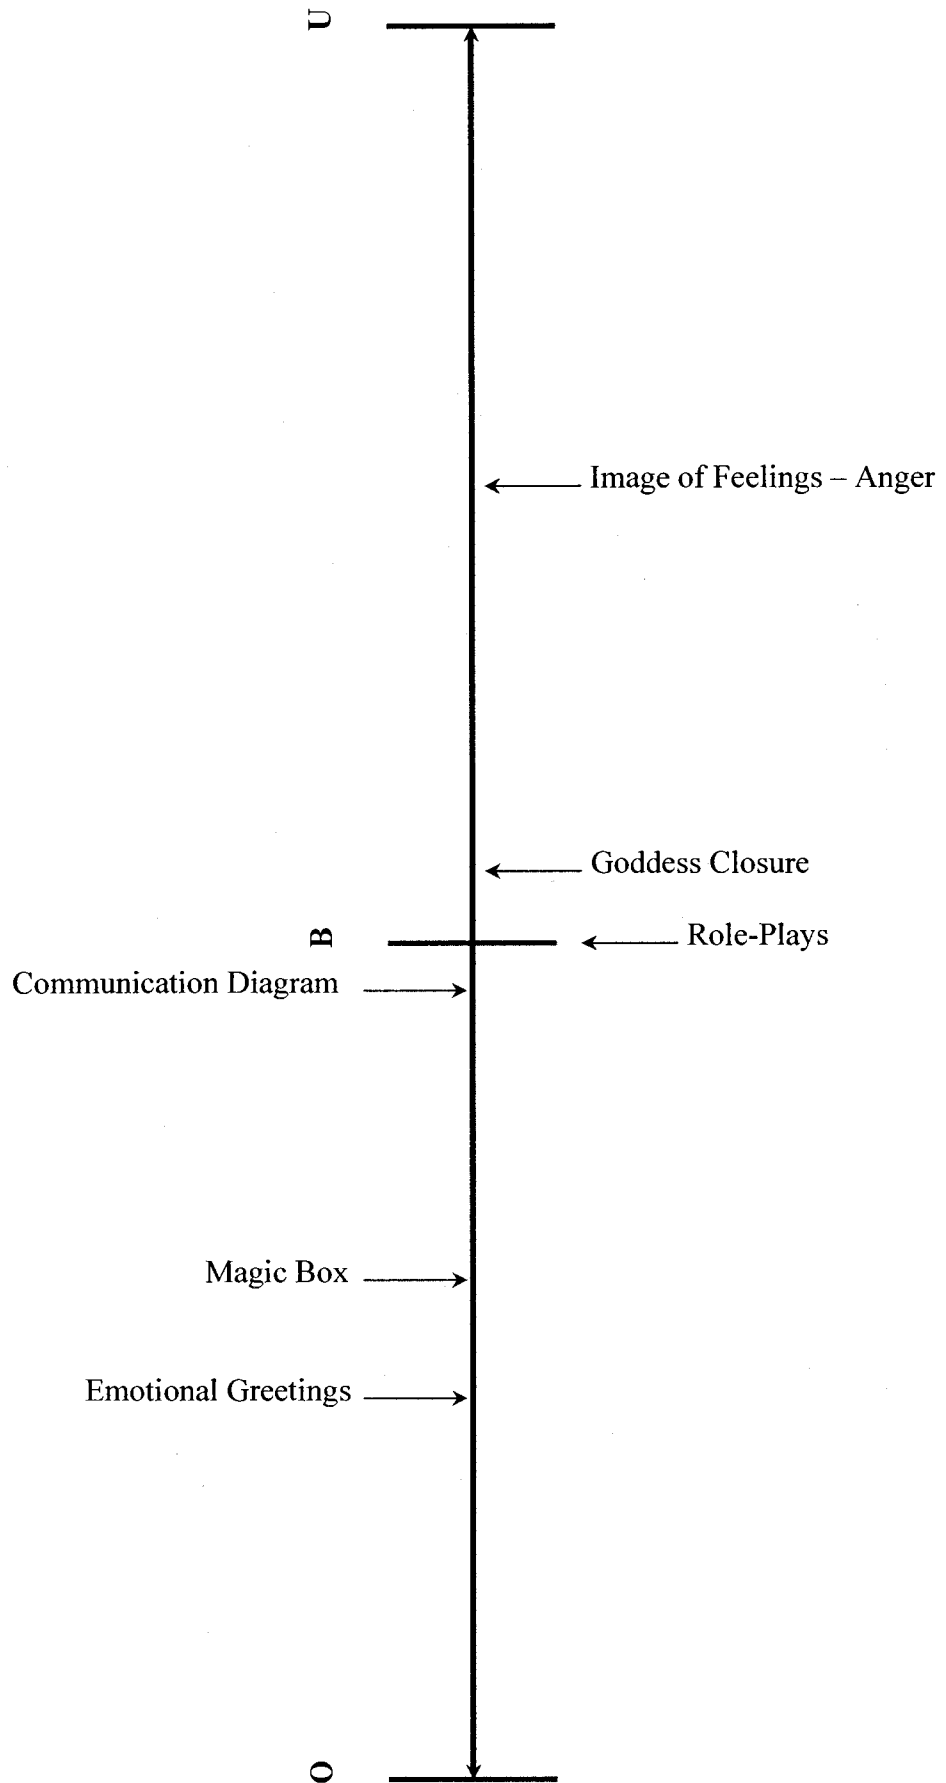 U
Image of Feelings – Anger
Goddess Closure
B
Role-Plays
Communication Diagram
Magic Box
Emotional Greetings
O